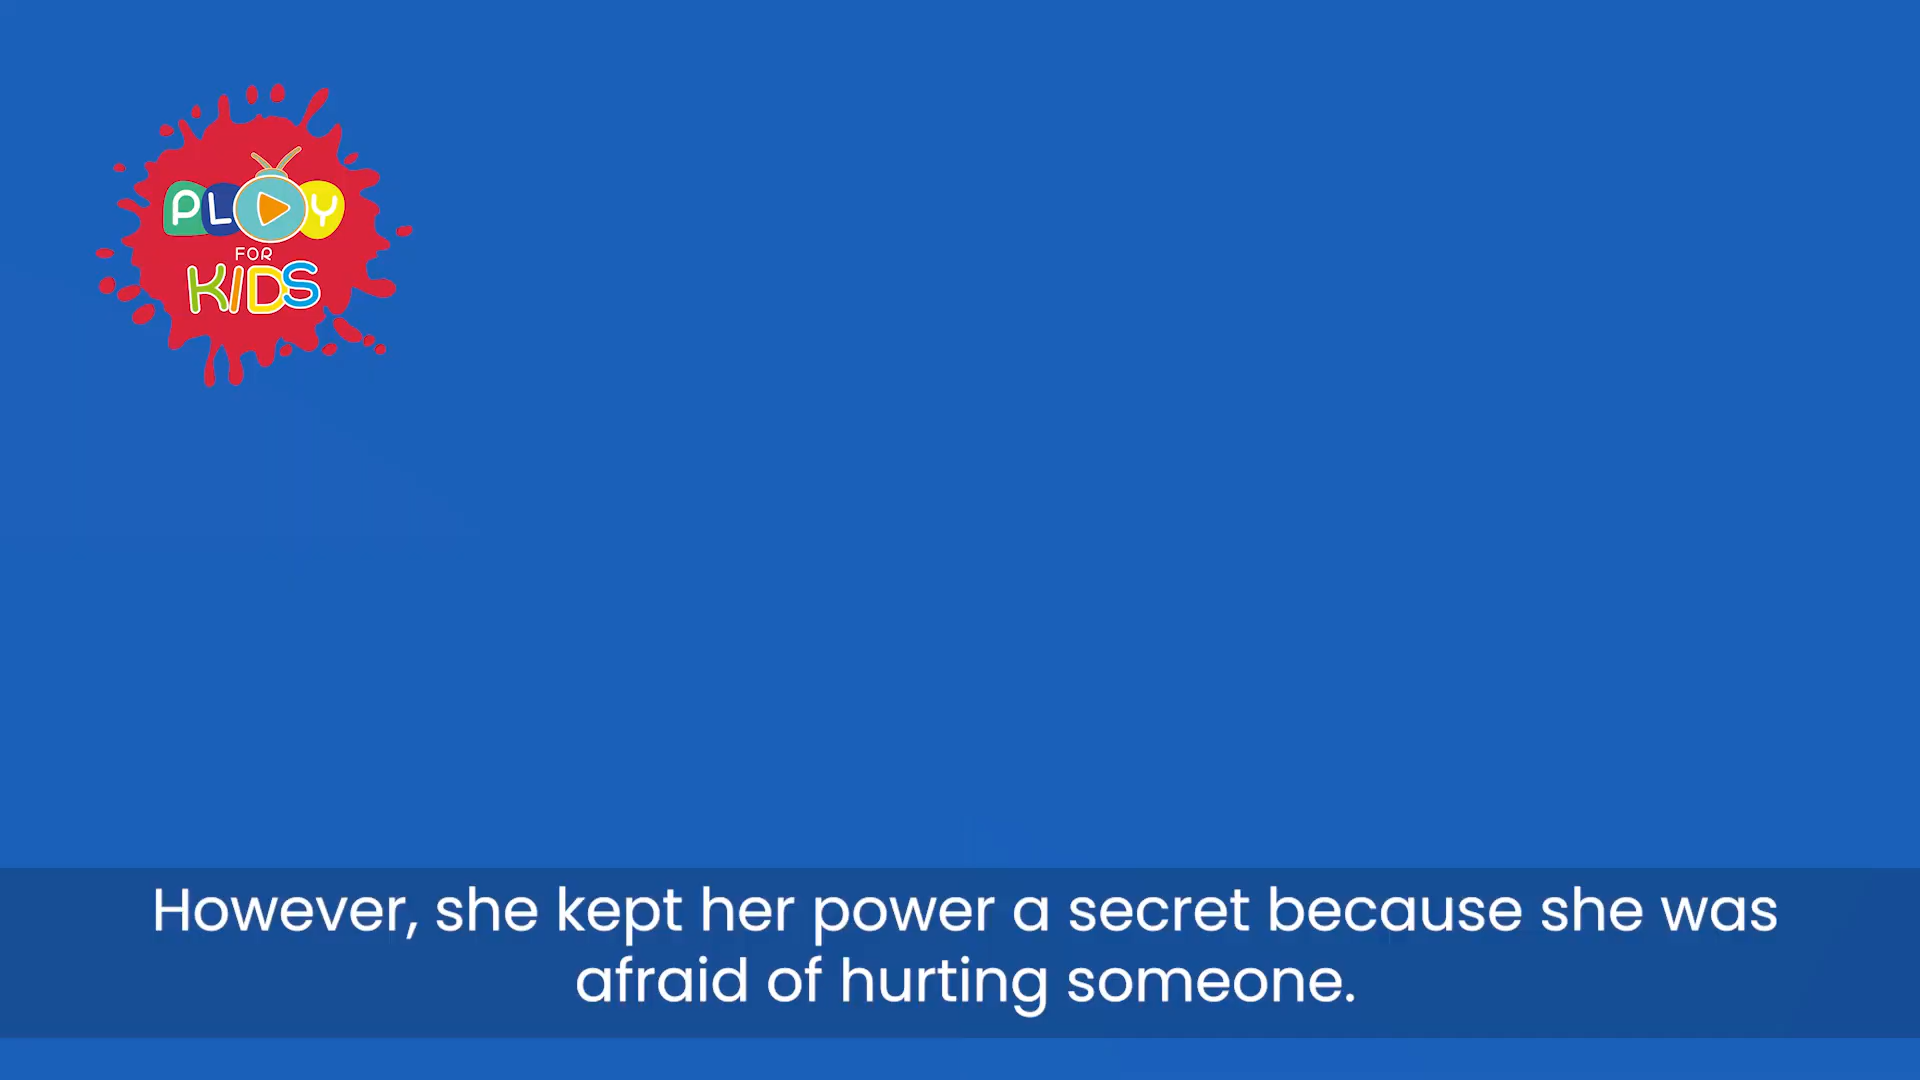 PLAY
FOR
KIDS
However, she kept her power a secret because she was
afraid of hurting someone.